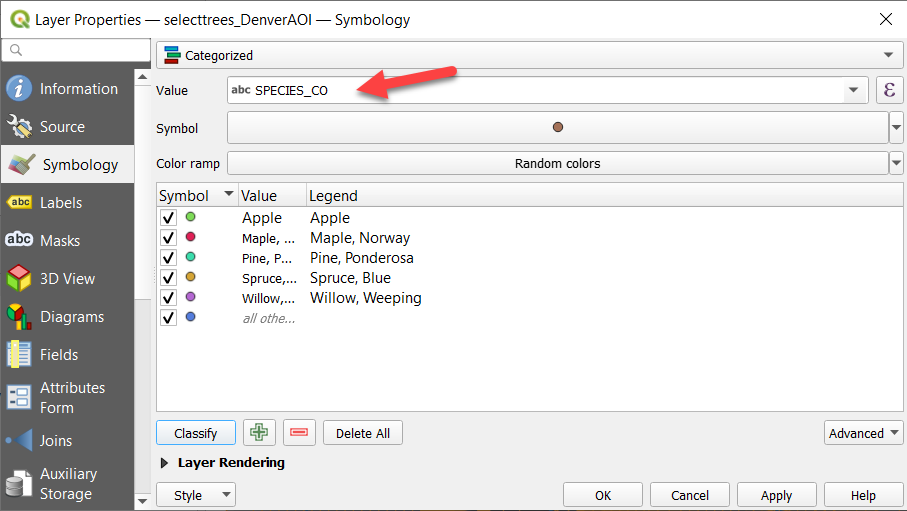 Layer Properties — selecttrees_DenverAOI — Symbology
Categorized
Information
Source
Symbology
Labels
Masks
3D View
Diagrams
Fields
Attributes
Form
Joins
Auxiliary
Storage
Value abc SPECIES_CO ε
Symbol
Color ramp Random colors
Symbol Value Legend
Apple Apple
Maple, ... Maple, Norway
Pine, P... Pine, Ponderosa
Spruce,... Spruce, Blue
Willow,... Willow, Weeping
all othe...
Classify Delete All Advanced
Layer Rendering
Style OK Cancel Apply Help
abc
abc